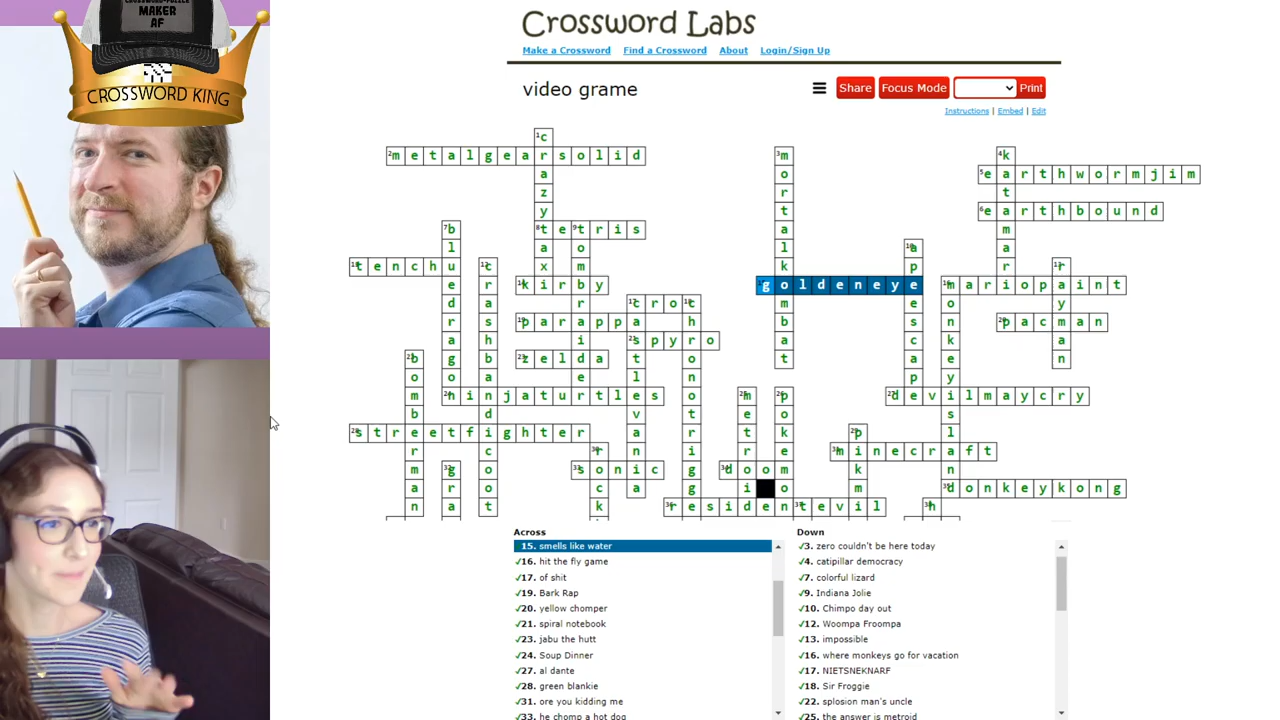 CROSSWORD-PUZZLE
MAKER
AF
CROSSWORD KING
Crossword Labs
Make a Crossword Find a Crossword About Login/Sign Up
video grame
Share Focus Mode Print
Instructions | Embed | Edit
metalgearsolid
earthwormjim
earthbound
tetris
tenchu
kirby
goldeneye
mariopaint
croc
parappa
pacman
spyro
zelda
ninjaturtles
devilmaycry
streetfighter
minecraft
sonic
doom
donkeykong
residentevil
Across
15. smells like water
✓16. hit the fly game
✓17. of shit
✓19. Bark Rap
✓20. yellow chomper
✓21. spiral notebook
✓23. jabu the hutt
✓24. Soup Dinner
✓27. al dante
✓28. green blankie
✓31. ore you kidding me
✓33. he chomp a hot dog
Down
✓3. zero couldn't be here today
✓4. catipillar democracy
✓7. colorful lizard
✓9. Indiana Jolie
✓10. Chimpo day out
✓12. Woompa Froompa
✓13. impossible
✓16. where monkeys go for vacation
✓17. NIETSNEKNARF
✓18. Sir Froggie
✓22. splosion man's uncle
✓25. the answer is metroid